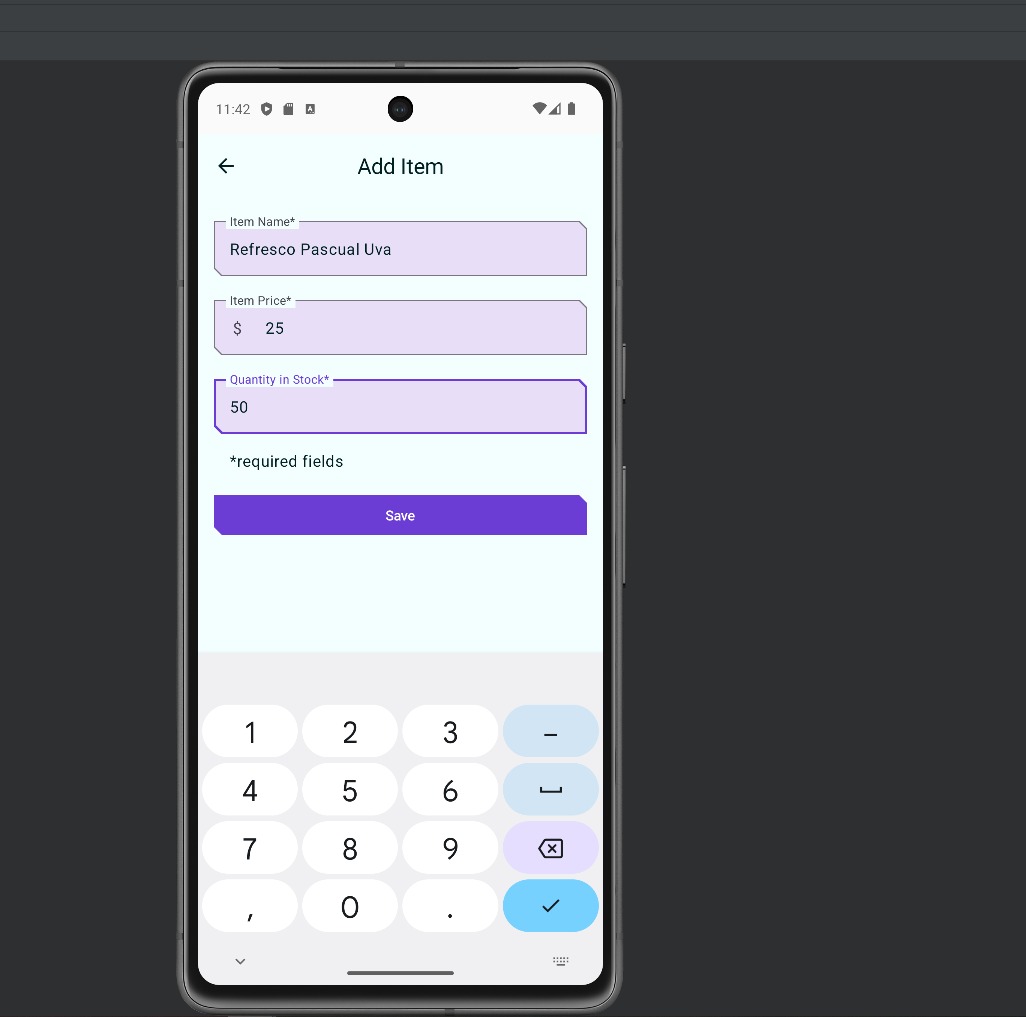 11:42
Add Item
Item Name*
Refresco Pascual Uva
Item Price*
$ 25
Quantity in Stock*
50
*required fields
Save
1 2 3 –
4 5 6
7 8 9
, 0 .